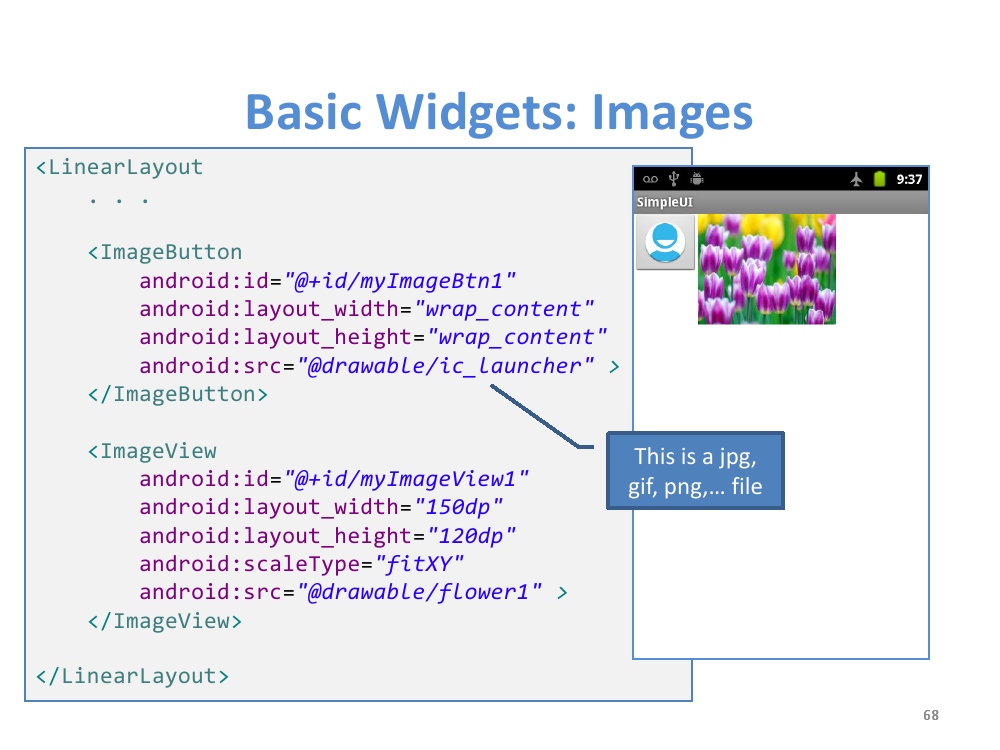 Basic Widgets: Images
<LinearLayout
. . .
<ImageButton
android:id="@+id/myImageBtn1"
android:layout_width="wrap_content"
android:layout_height="wrap_content"
android:src="@drawable/ic_launcher" >
</ImageButton>
<ImageView
android:id="@+id/myImageView1"
android:layout_width="150dp"
android:layout_height="120dp"
android:scaleType="fitXY"
android:src="@drawable/flower1" >
</ImageView>
</LinearLayout>
9:37
SimpleUI
This is a jpg,
gif, png,... file
68